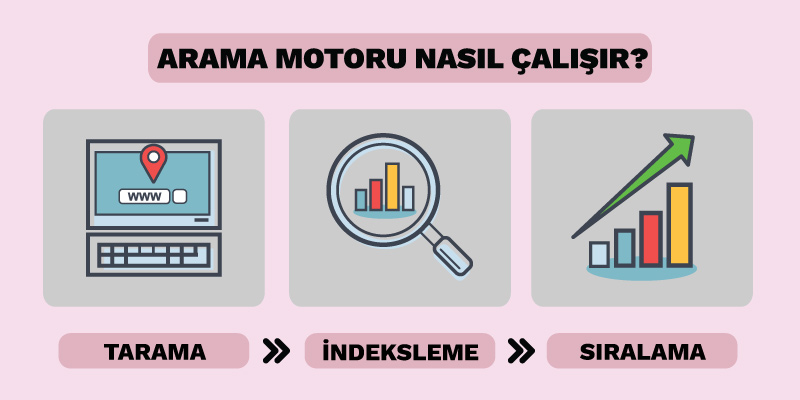 ARAMA MOTORU NASIL ÇALIŞIR?
WWW
TARAMA
İNDEKSLEME
SIRALAMA